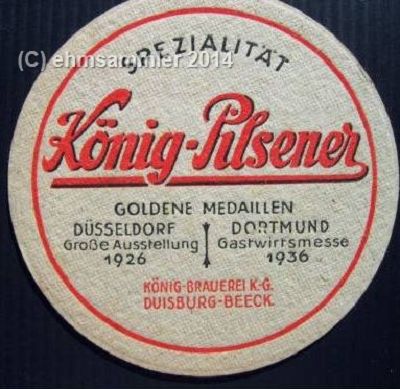 (C) ehmsammler 2014
SPEZIALITÄT
König-Pilsener
GOLDENE MEDAILLEN
DÜSSELDORF DORTMUND
Große Ausstellung Gastwirtsmesse
1926 1936
KÖNIG-BRAUEREI K.-G.
DUISBURG-BEECK.